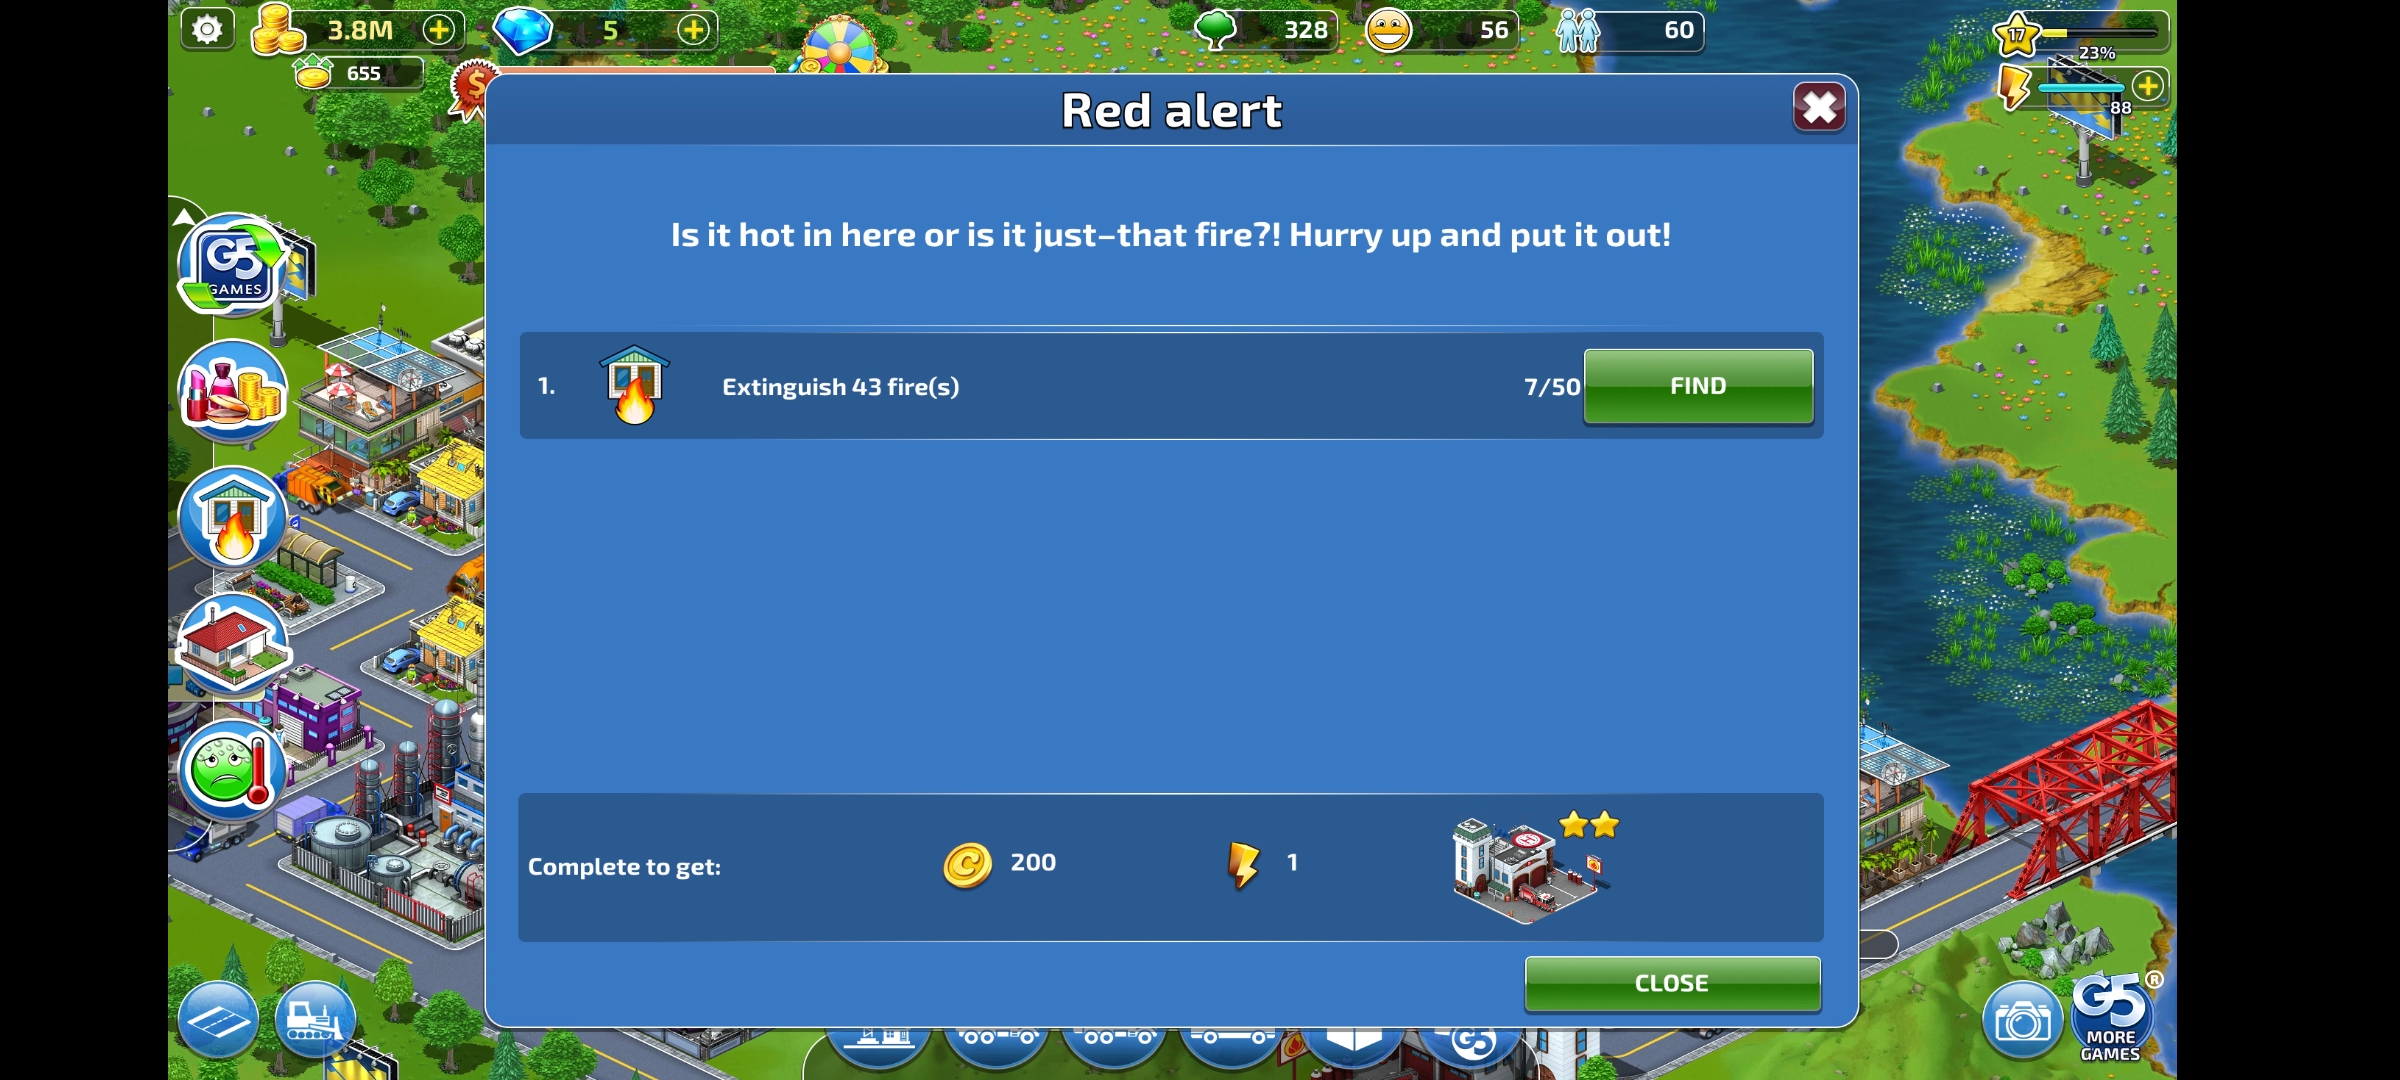 3.8M
5
328
56
60
17
23%
655
88
Red alert
Is it hot in here or is it just–that fire?! Hurry up and put it out!
G5
GAMES
1.
Extinguish 43 fire(s)
7/50
FIND
Complete to get:
200
1
CLOSE
G5
G5®
MORE
GAMES